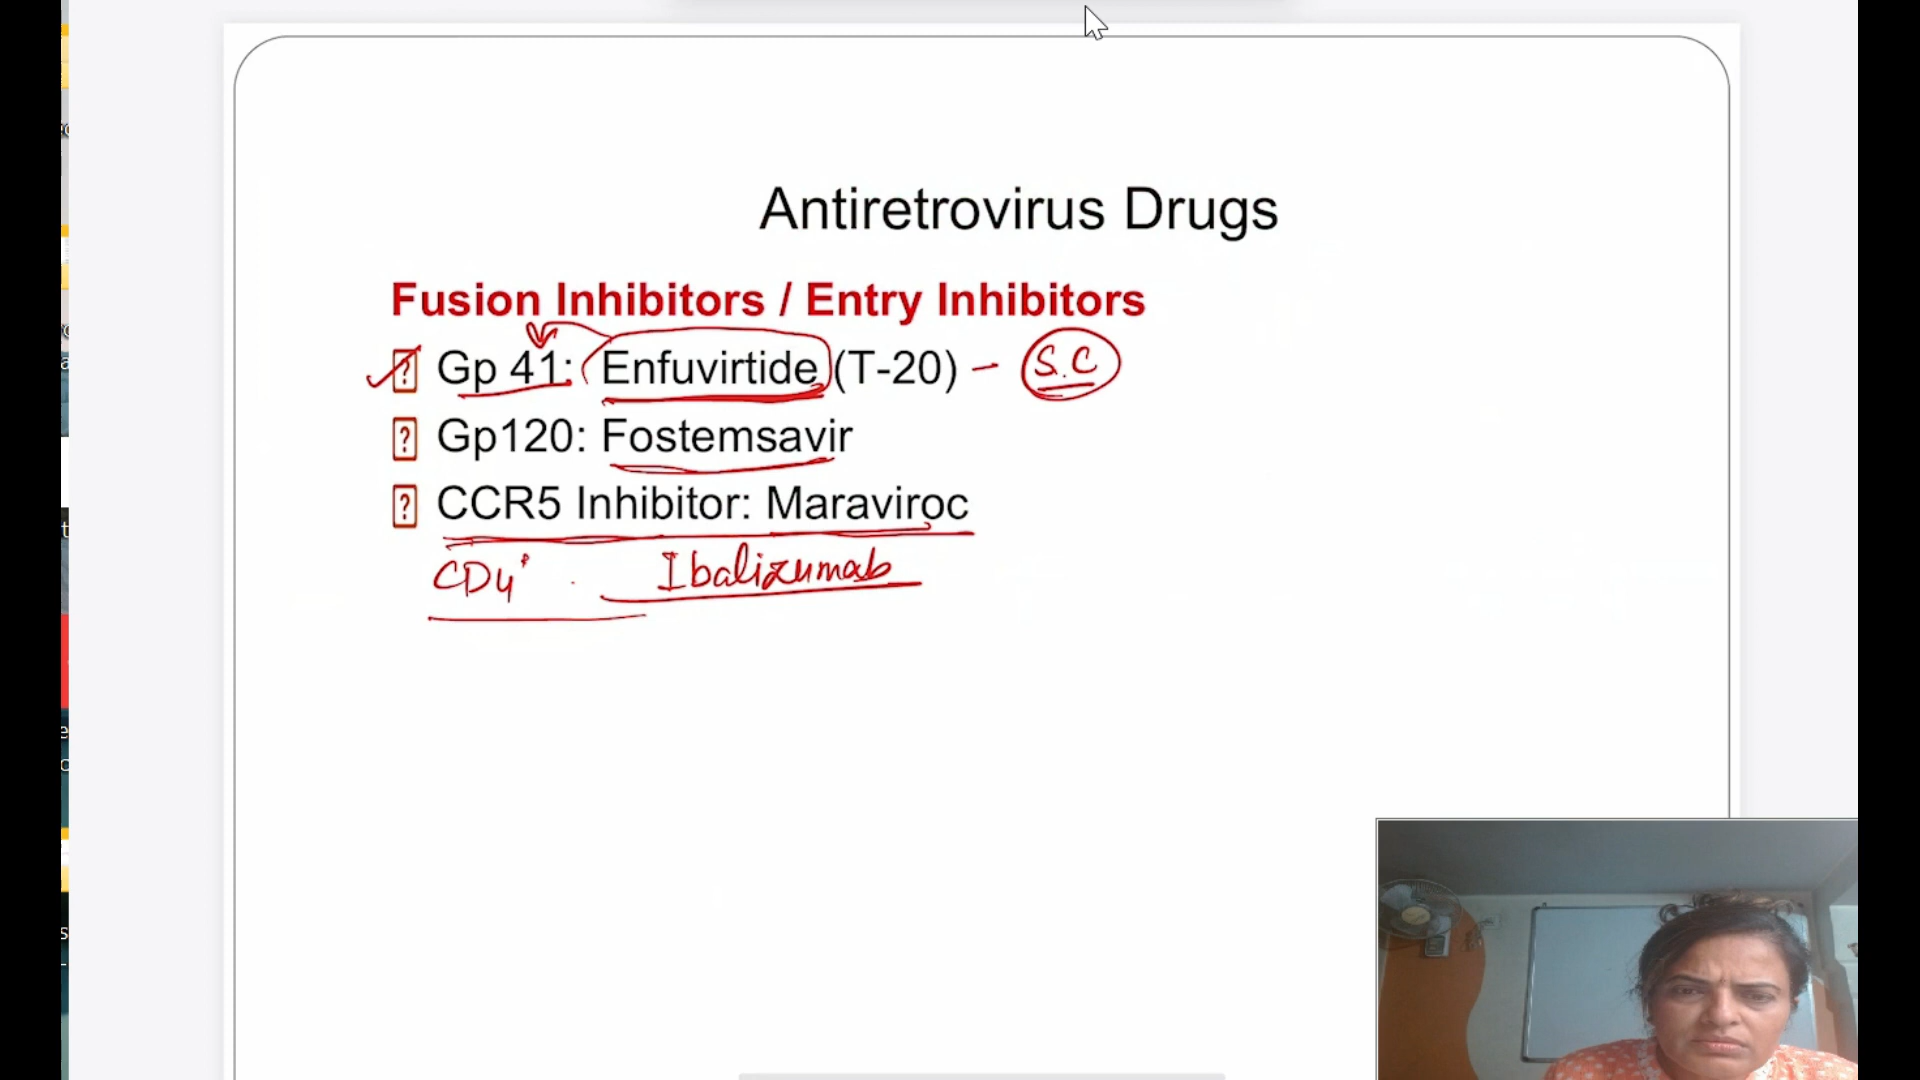 Antiretrovirus Drugs
Fusion Inhibitors / Entry Inhibitors
Gp 41: Enfuvirtide (T-20) - S.C
Gp120: Fostemsavir
CCR5 Inhibitor: Maraviroc
CD4 Ibalizumab